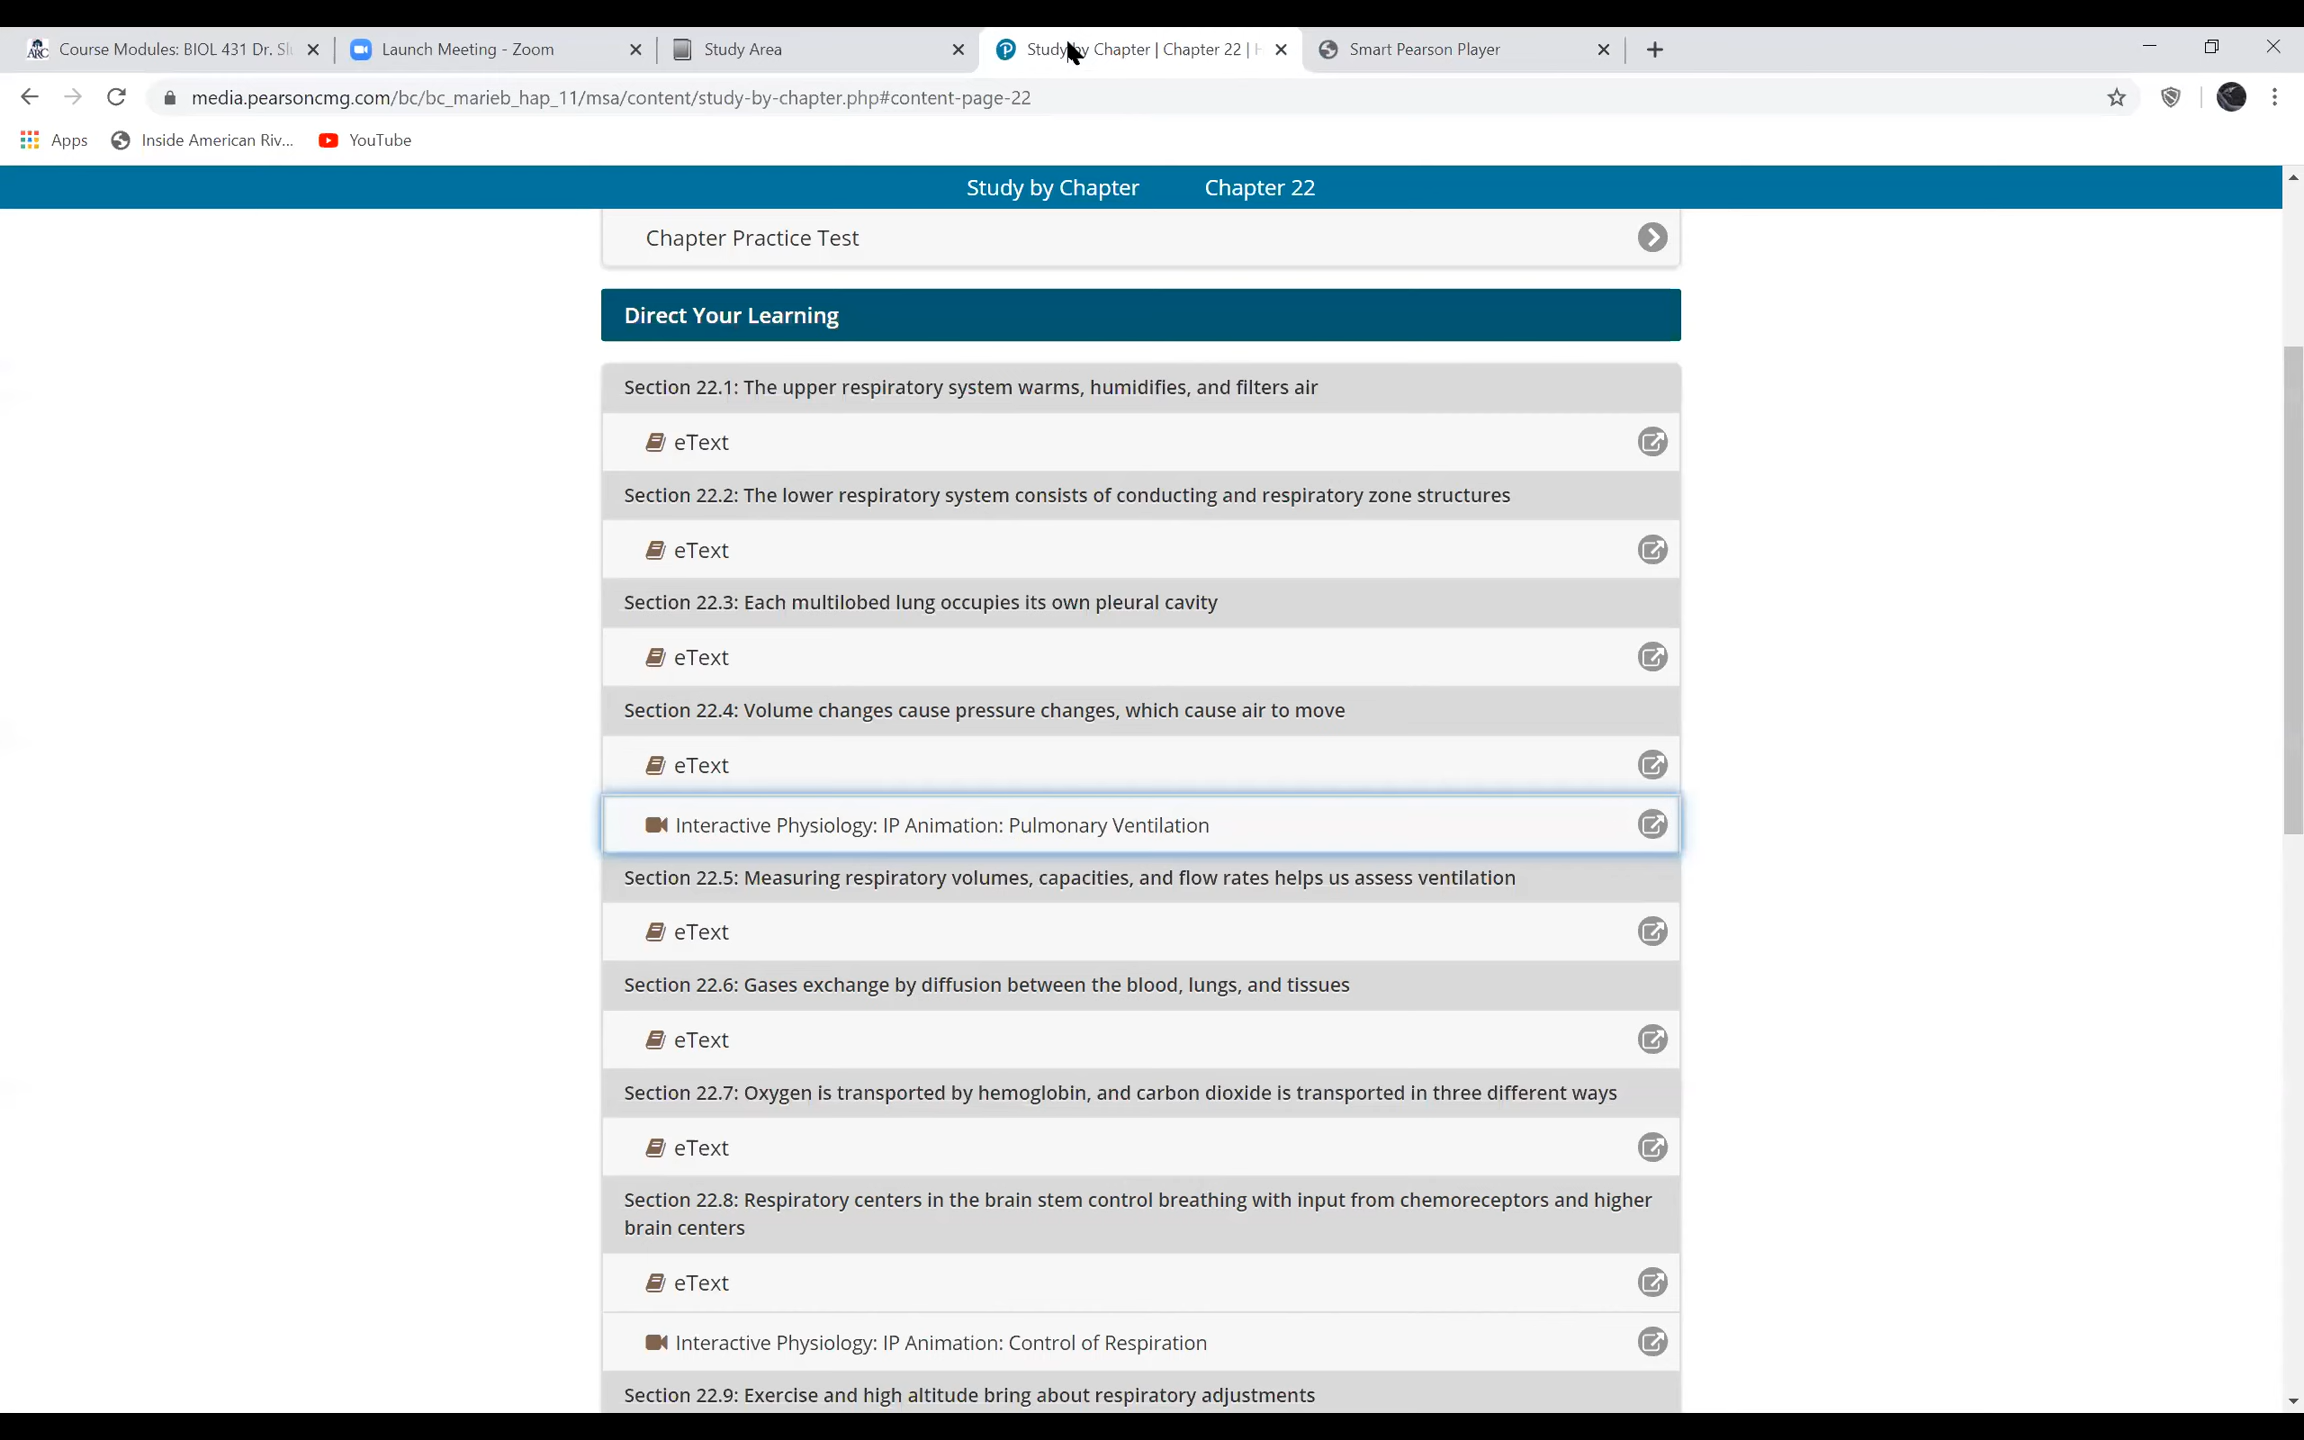 Course Modules: BIOL 431 Dr. Sl
Launch Meeting - Zoom
Study Area
Study by Chapter | Chapter 22 | H
Smart Pearson Player
media.pearsoncmg.com/bc/bc_marieb_hap_11/msa/content/study-by-chapter.php#content-page-22
Apps
Inside American Riv...
YouTube
Study by Chapter
Chapter 22
Chapter Practice Test
Direct Your Learning
Section 22.1: The upper respiratory system warms, humidifies, and filters air
eText
Section 22.2: The lower respiratory system consists of conducting and respiratory zone structures
eText
Section 22.3: Each multilobed lung occupies its own pleural cavity
eText
Section 22.4: Volume changes cause pressure changes, which cause air to move
eText
Interactive Physiology: IP Animation: Pulmonary Ventilation
Section 22.5: Measuring respiratory volumes, capacities, and flow rates helps us assess ventilation
eText
Section 22.6: Gases exchange by diffusion between the blood, lungs, and tissues
eText
Section 22.7: Oxygen is transported by hemoglobin, and carbon dioxide is transported in three different ways
eText
Section 22.8: Respiratory centers in the brain stem control breathing with input from chemoreceptors and higher
brain centers
eText
Interactive Physiology: IP Animation: Control of Respiration
Section 22.9: Exercise and high altitude bring about respiratory adjustments